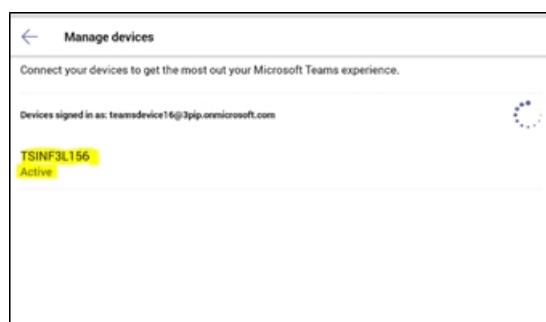 Manage devices
Connect your devices to get the most out your Microsoft Teams experience.
Devices signed in as: teamsdevice16@3pip.onmicrosoft.com
TSINF3L156
Active